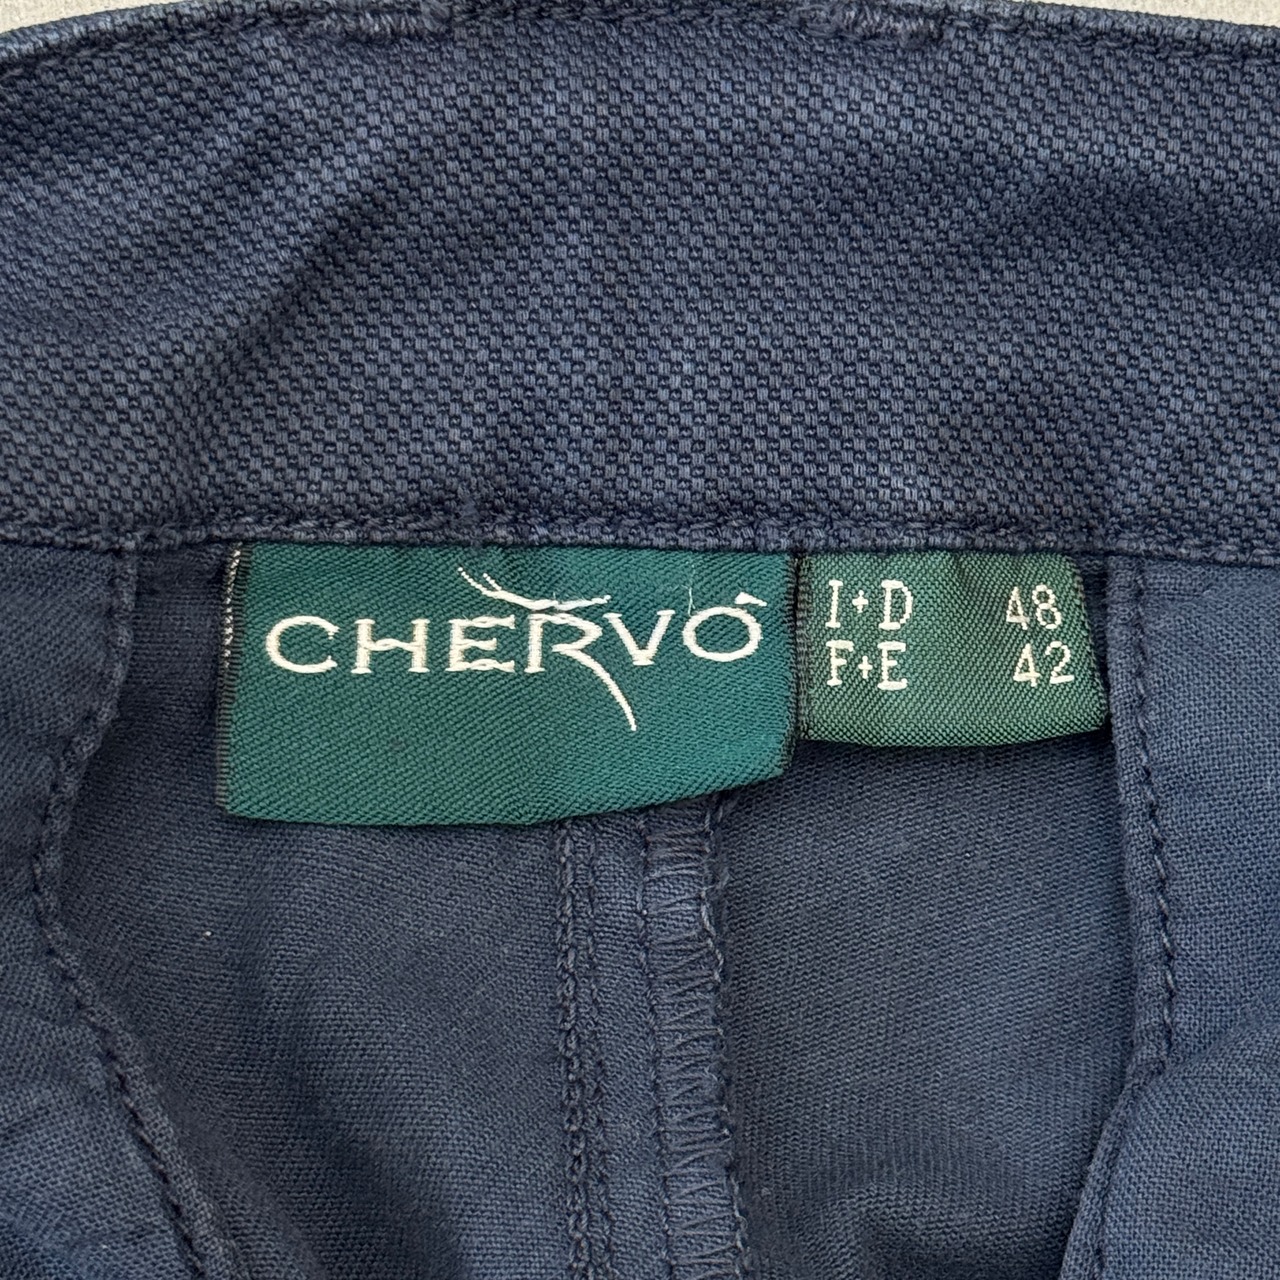 CHERVÒ
I+D 48
F+E 42